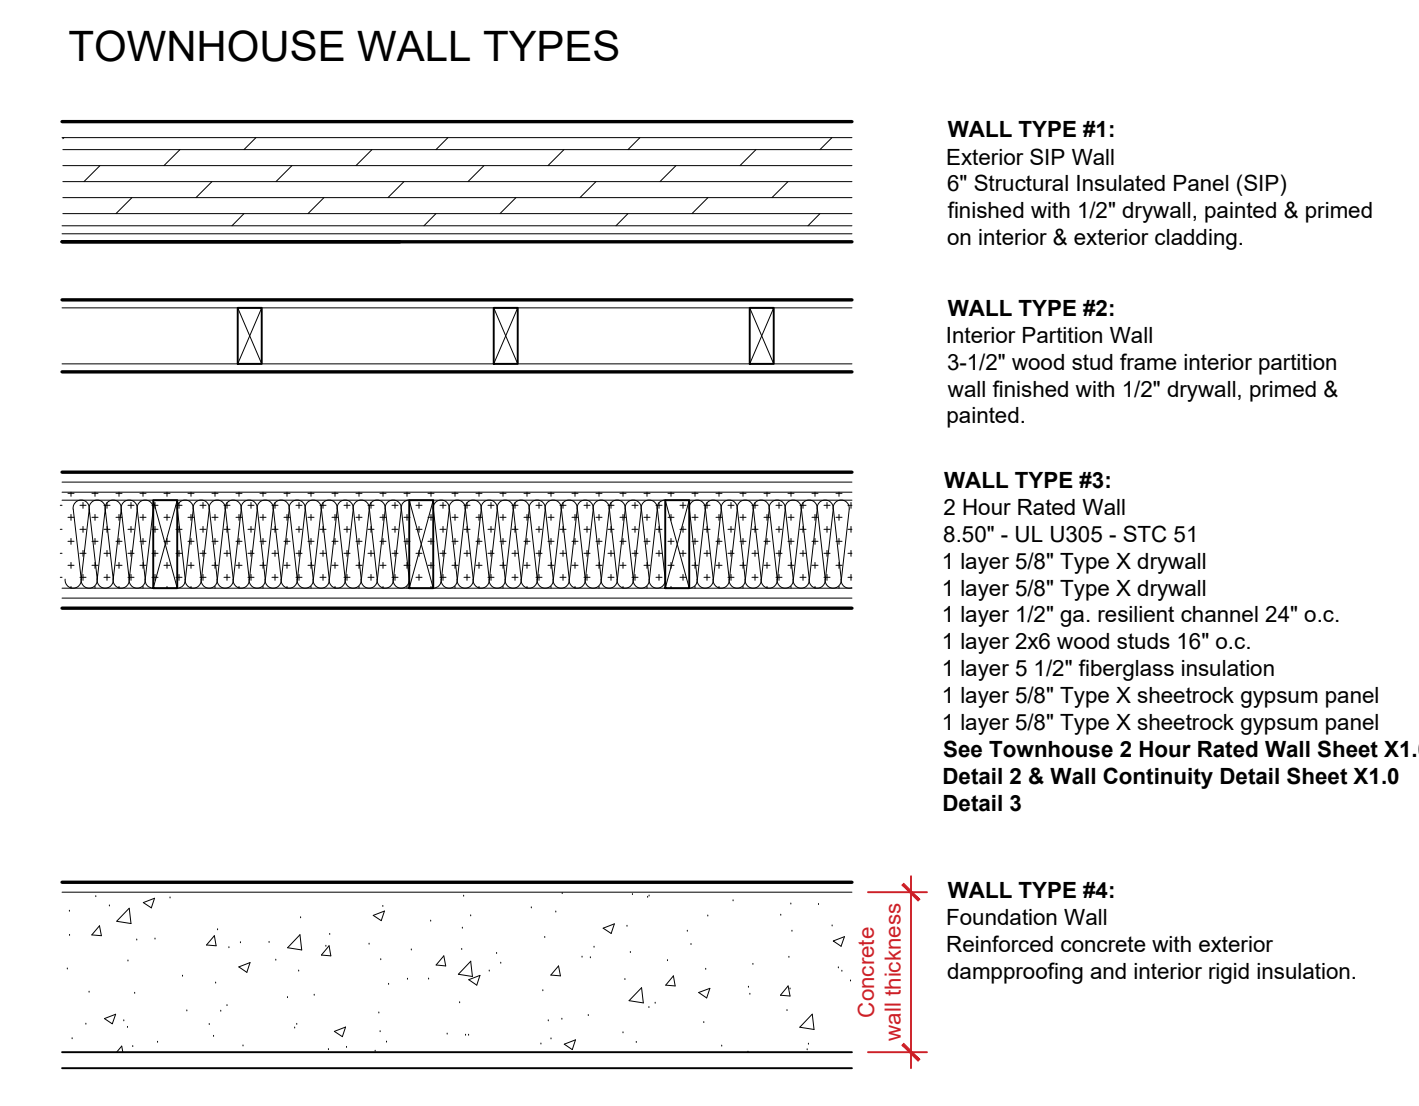 TOWNHOUSE WALL TYPES
WALL TYPE #1:
Exterior SIP Wall
6" Structural Insulated Panel (SIP)
finished with 1/2" drywall, painted & primed
on interior & exterior cladding.
WALL TYPE #2:
Interior Partition Wall
3-1/2" wood stud frame interior partition
wall finished with 1/2" drywall, primed &
painted.
WALL TYPE #3:
2 Hour Rated Wall
8.50" - UL U305 - STC 51
1 layer 5/8" Type X drywall
1 layer 5/8" Type X drywall
1 layer 1/2" ga. resilient channel 24" o.c.
1 layer 2x6 wood studs 16" o.c.
1 layer 5 1/2" fiberglass insulation
1 layer 5/8" Type X sheetrock gypsum panel
1 layer 5/8" Type X sheetrock gypsum panel
See Townhouse 2 Hour Rated Wall Sheet
Detail 2 & Wall Continuity Detail Sheet X1.0
Detail 3
WALL TYPE #4:
Foundation Wall
Reinforced concrete with exterior
dampproofing and interior rigid insulation.
Concrete
wall thickness